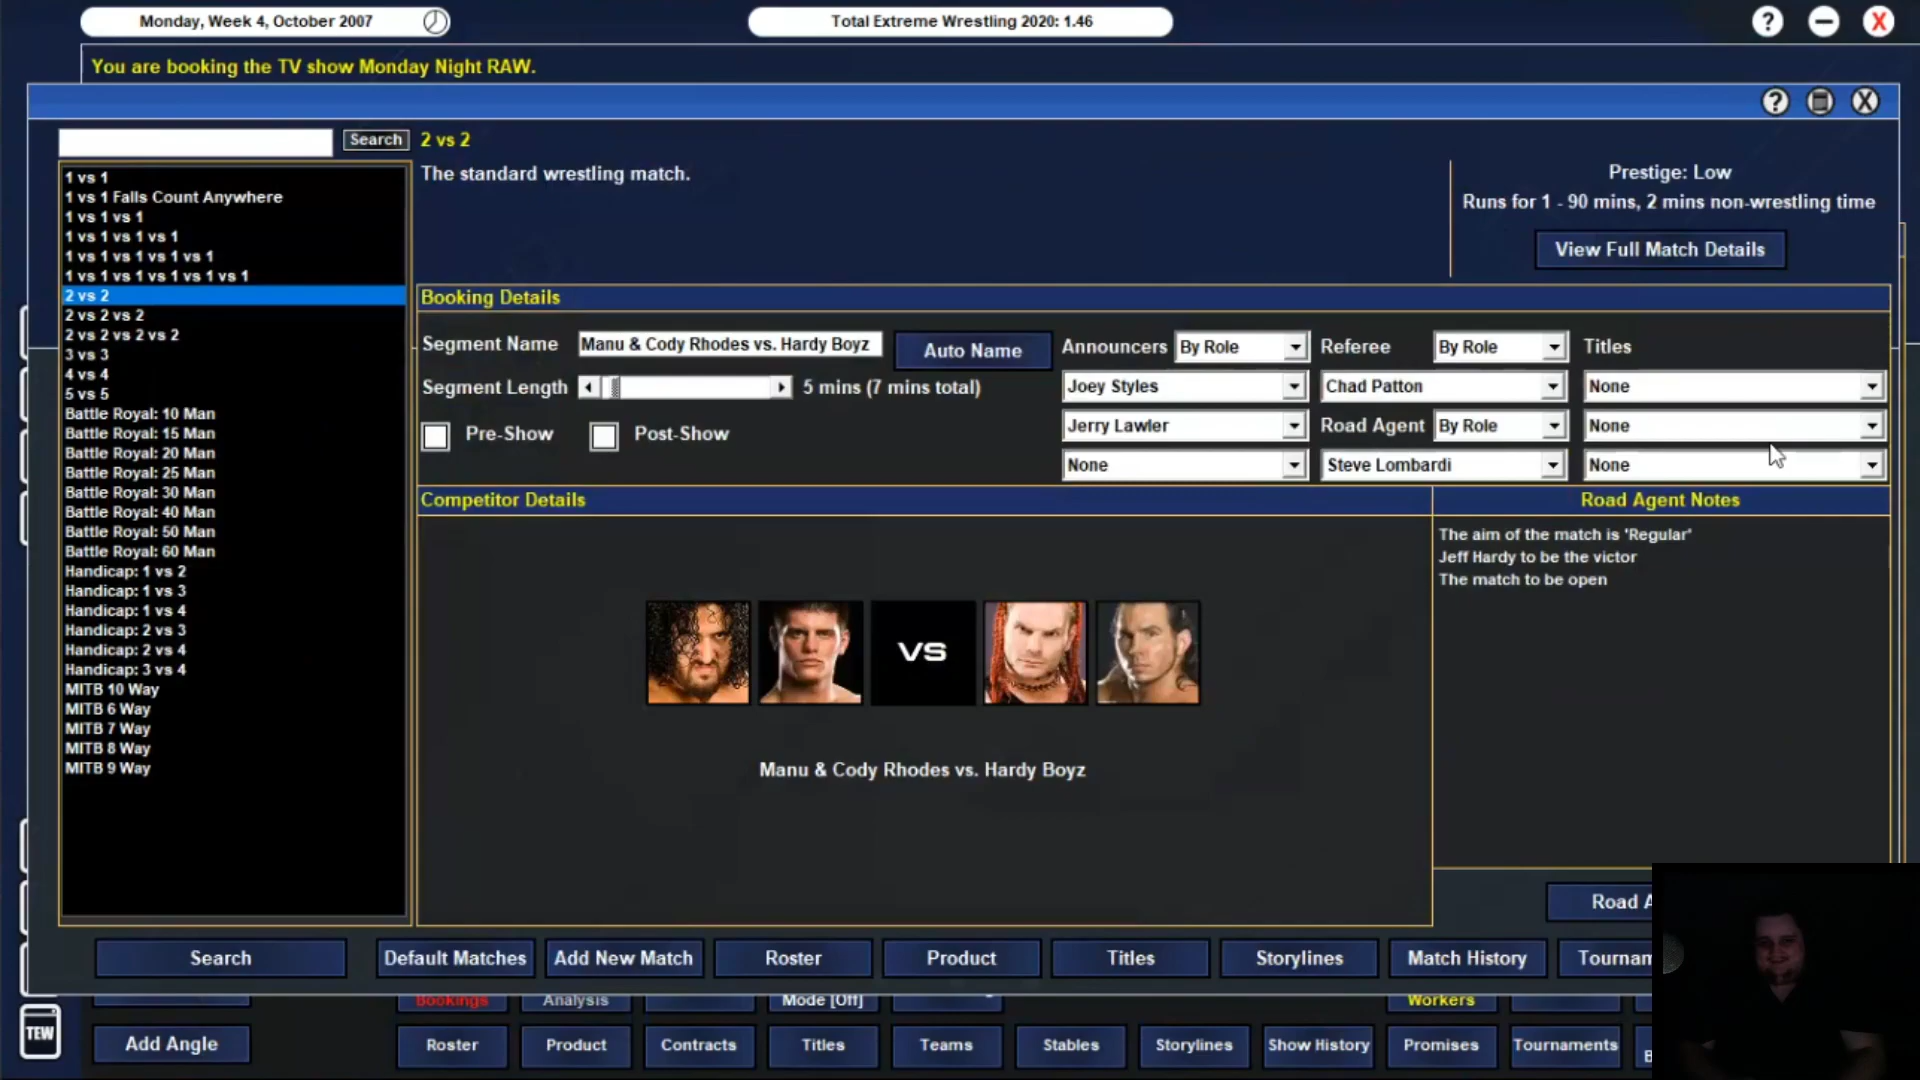 Monday, Week 4, October 2007
Total Extreme Wrestling 2020: 1.46
You are booking the TV show Monday Night RAW.
Search
2 vs 2
The standard wrestling match.
Prestige: Low
Runs for 1 - 90 mins, 2 mins non-wrestling time
View Full Match Details
1 vs 1
1 vs 1 Falls Count Anywhere
1 vs 1 vs 1
1 vs 1 vs 1 vs 1
1 vs 1 vs 1 vs 1 vs 1
1 vs 1 vs 1 vs 1 vs 1 vs 1
2 vs 2
2 vs 2 vs 2
2 vs 2 vs 2 vs 2
3 vs 3
4 vs 4
5 vs 5
Battle Royal: 10 Man
Battle Royal: 15 Man
Battle Royal: 20 Man
Battle Royal: 25 Man
Battle Royal: 30 Man
Battle Royal: 40 Man
Battle Royal: 50 Man
Battle Royal: 60 Man
Handicap: 1 vs 2
Handicap: 1 vs 3
Handicap: 1 vs 4
Handicap: 2 vs 3
Handicap: 2 vs 4
Handicap: 3 vs 4
MITB 10 Way
MITB 6 Way
MITB 7 Way
MITB 8 Way
MITB 9 Way
Booking Details
Segment Name Manu & Cody Rhodes vs. Hardy Boyz Auto Name
Segment Length 5 mins (7 mins total)
Pre-Show Post-Show
Announcers By Role Referee By Role Titles
Joey Styles Chad Patton None
Jerry Lawler Road Agent By Role None
None Steve Lombardi None
Competitor Details
VS
Manu & Cody Rhodes vs. Hardy Boyz
Road Agent Notes
The aim of the match is 'Regular'
Jeff Hardy to be the victor
The match to be open
Road A
Search Default Matches Add New Match Roster Product Titles Storylines Match History Tournam
Bookings Analysis Mode [Off] Workers
TEW
Add Angle Roster Product Contracts Titles Teams Stables Storylines Show History Promises Tournaments B